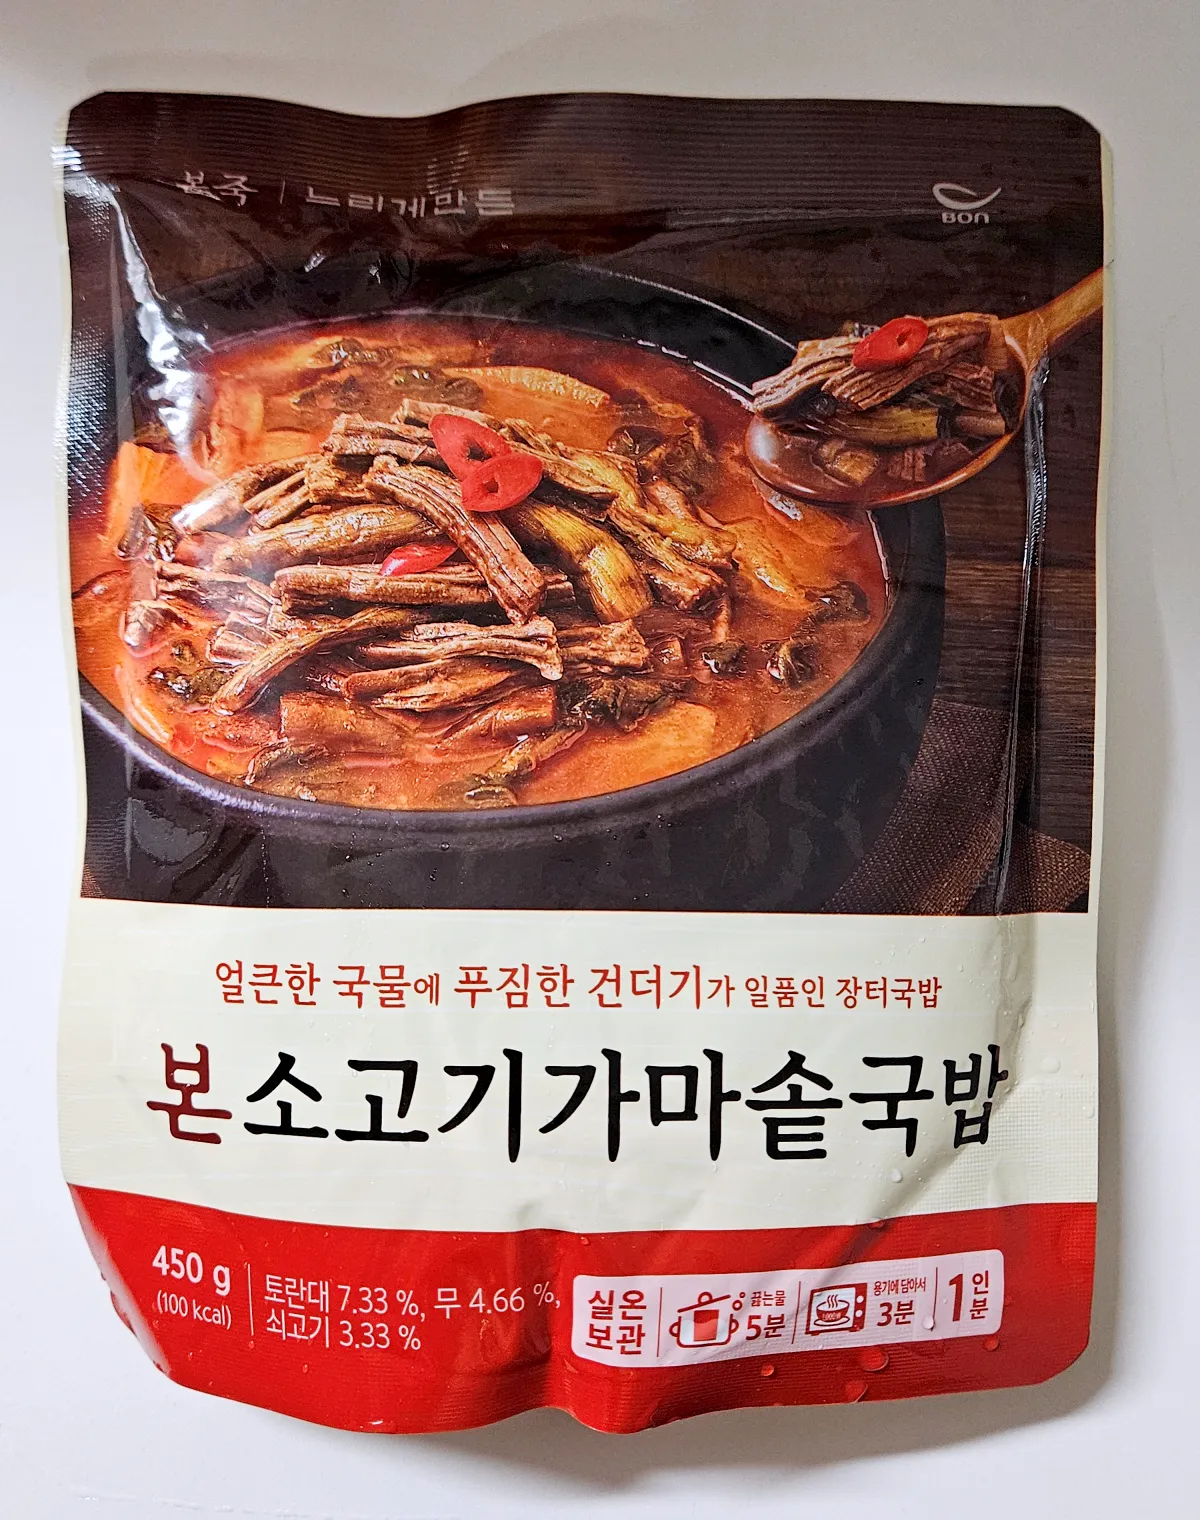 본죽 | 느리게만든
BON
얼큰한 국물에 푸짐한 건더기가 일품인 장터국밥
본소고기가마솥국밥
450 g
(100 kcal)
토란대 7.33 %, 무 4.66 %,
쇠고기 3.33 %
실온
보관
끓는물
5분
용기에 담아서
3분
1인
분